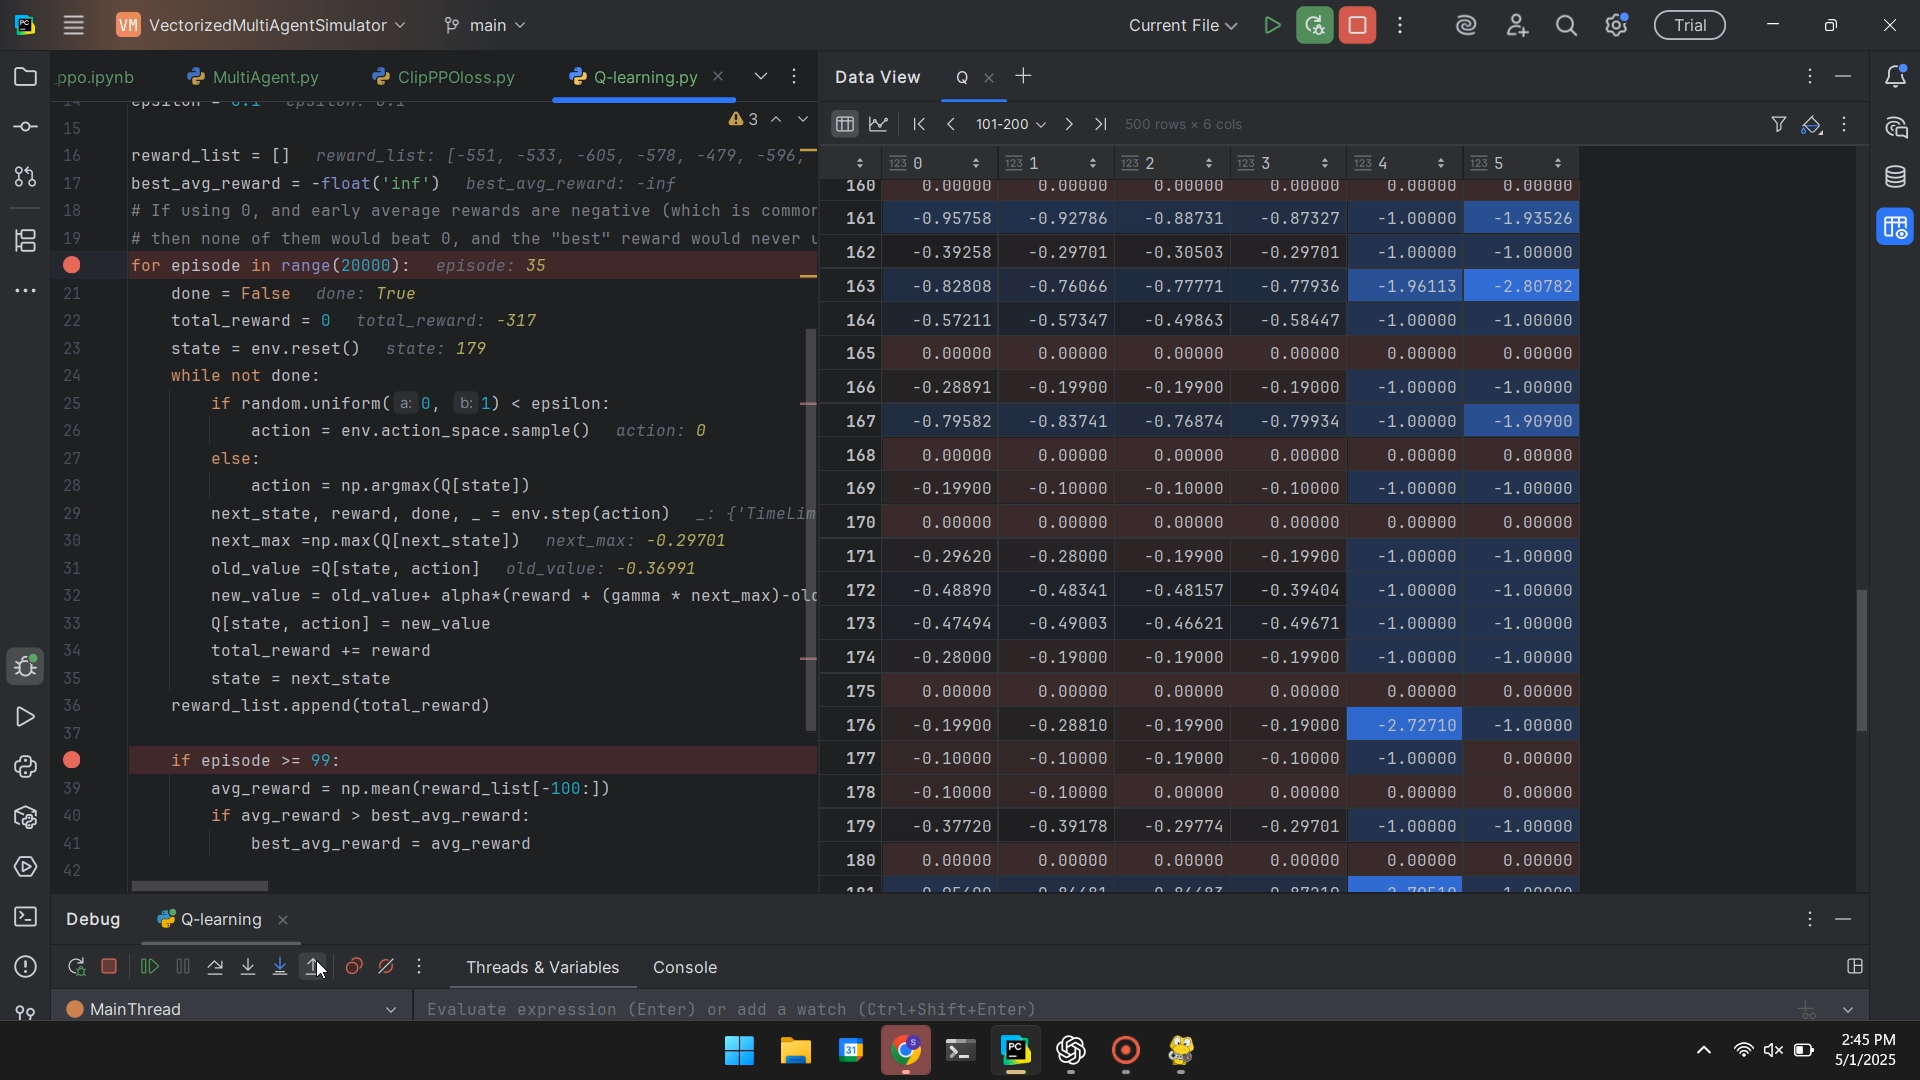 PC VM VectorizedMultiAgentSimulator main Current File Trial
ppo.ipynb MultiAgent.py ClipPPOloss.py Q-learning.py
Data View Q
3
101-200 500 rows × 6 cols
123 0 123 1 123 2 123 3 123 4 123 5
14 epsilon = 0.1 epsilon: 0.1
15
16 reward_list = [] reward_list: [-551, -533, -605, -578, -479, -596,
17 best_avg_reward = -float('inf') best_avg_reward: -inf
18 # If using 0, and early average rewards are negative (which is common
19 # then none of them would beat 0, and the "best" reward would never u
for episode in range(20000): episode: 35
21 done = False done: True
22 total_reward = 0 total_reward: -317
23 state = env.reset() state: 179
24 while not done:
25 if random.uniform( a: 0, b: 1) < epsilon:
26 action = env.action_space.sample() action: 0
27 else:
28 action = np.argmax(Q[state])
29 next_state, reward, done, _ = env.step(action) _: {'TimeLim
30 next_max =np.max(Q[next_state]) next_max: -0.29701
31 old_value =Q[state, action] old_value: -0.36991
32 new_value = old_value+ alpha*(reward + (gamma * next_max)-old
33 Q[state, action] = new_value
34 total_reward += reward
35 state = next_state
36 reward_list.append(total_reward)
37
if episode >= 99:
39 avg_reward = np.mean(reward_list[-100:])
40 if avg_reward > best_avg_reward:
41 best_avg_reward = avg_reward
42
160 0.00000 0.00000 0.00000 0.00000 0.00000 0.00000
161 -0.95758 -0.92786 -0.88731 -0.87327 -1.00000 -1.93526
162 -0.39258 -0.29701 -0.30503 -0.29701 -1.00000 -1.00000
163 -0.82808 -0.76066 -0.77771 -0.77936 -1.96113 -2.80782
164 -0.57211 -0.57347 -0.49863 -0.58447 -1.00000 -1.00000
165 0.00000 0.00000 0.00000 0.00000 0.00000 0.00000
166 -0.28891 -0.19900 -0.19900 -0.19000 -1.00000 -1.00000
167 -0.79582 -0.83741 -0.76874 -0.79934 -1.00000 -1.90900
168 0.00000 0.00000 0.00000 0.00000 0.00000 0.00000
169 -0.19900 -0.10000 -0.10000 -0.10000 -1.00000 -1.00000
170 0.00000 0.00000 0.00000 0.00000 0.00000 0.00000
171 -0.29620 -0.28000 -0.19900 -0.19900 -1.00000 -1.00000
172 -0.48890 -0.48341 -0.48157 -0.39404 -1.00000 -1.00000
173 -0.47494 -0.49003 -0.46621 -0.49671 -1.00000 -1.00000
174 -0.28000 -0.19000 -0.19000 -0.19900 -1.00000 -1.00000
175 0.00000 0.00000 0.00000 0.00000 0.00000 0.00000
176 -0.19900 -0.28810 -0.19900 -0.19000 -2.72710 -1.00000
177 -0.10000 -0.10000 -0.19000 -0.10000 -1.00000 0.00000
178 -0.10000 -0.10000 0.00000 0.00000 0.00000 0.00000
179 -0.37720 -0.39178 -0.29774 -0.29701 -1.00000 -1.00000
180 0.00000 0.00000 0.00000 0.00000 0.00000 0.00000
Debug Q-learning
Threads & Variables Console
MainThread Evaluate expression (Enter) or add a watch (Ctrl+Shift+Enter)
31 PC
2:45 PM
5/1/2025